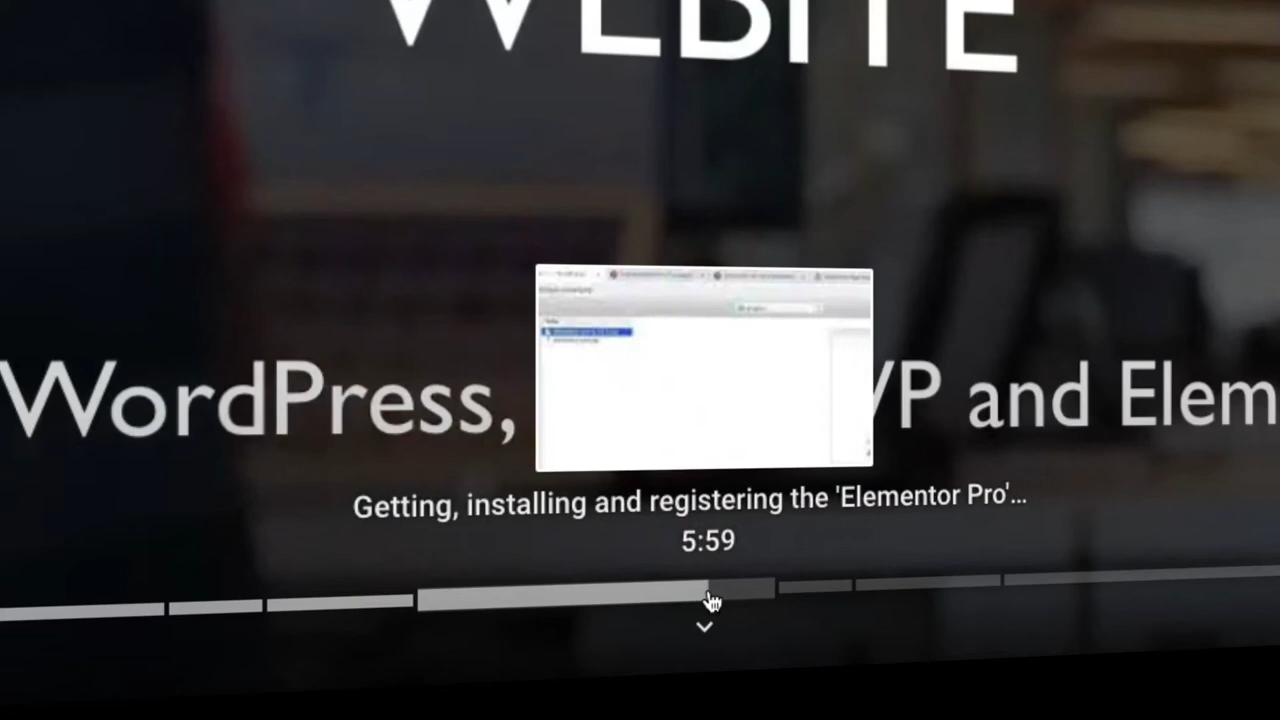 WEBITE
WordPress, VP and Elem
Getting, installing and registering the 'Elementor Pro'...
5:59